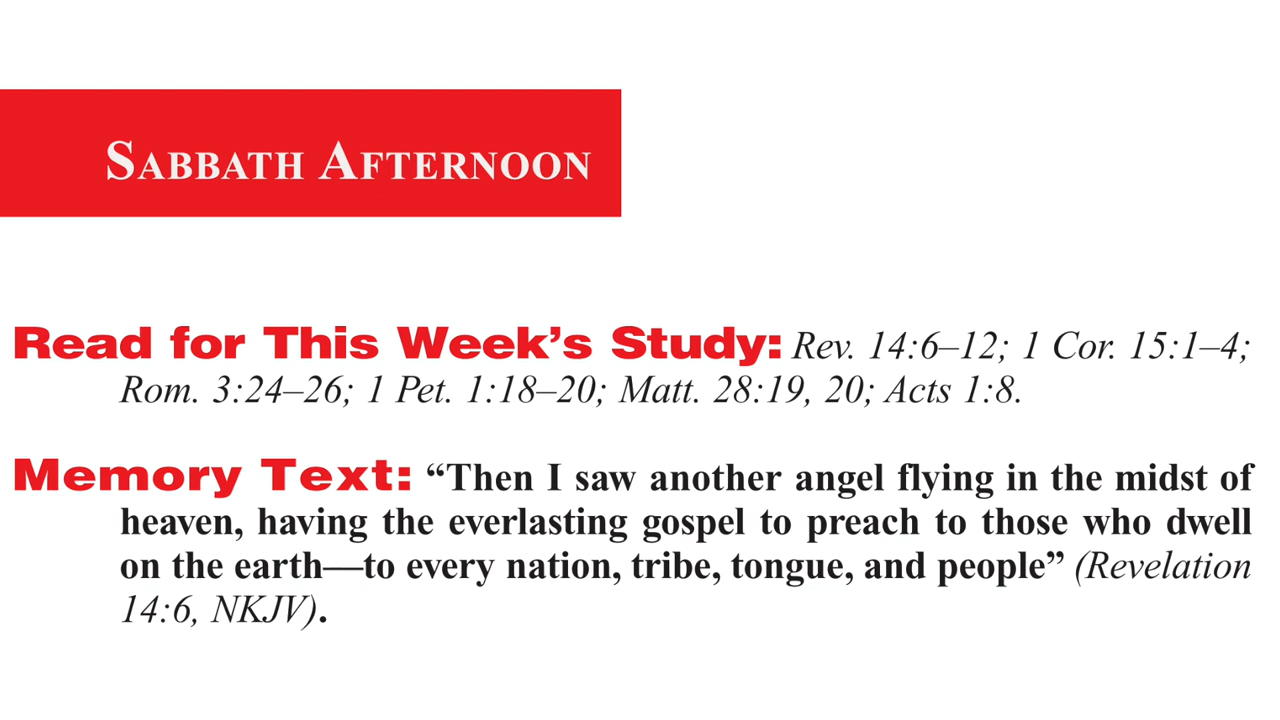 Sabbath Afternoon
Read for This Week’s Study: Rev. 14:6–12; 1 Cor. 15:1–4;
Rom. 3:24–26; 1 Pet. 1:18–20; Matt. 28:19, 20; Acts 1:8.
Memory Text: “Then I saw another angel flying in the midst of
heaven, having the everlasting gospel to preach to those who dwell
on the earth—to every nation, tribe, tongue, and people” (Revelation
14:6, NKJV).